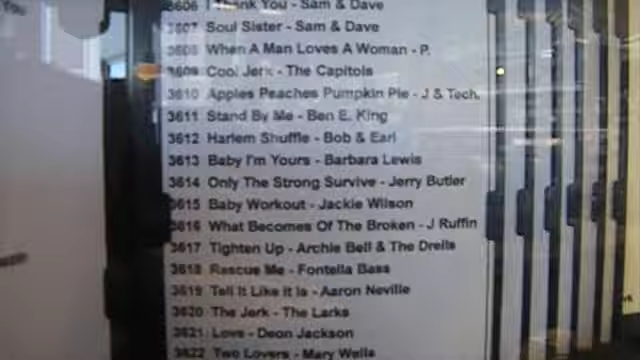 3606 I Thank You - Sam & Dave
3607 Soul Sister - Sam & Dave
3608 When A Man Loves A Woman - P.
3609 Cool Jerk - The Capitols
3610 Apples Peaches Pumpkin Pie - J & Tech.
3611 Stand By Me - Ben E. King
3612 Harlem Shuffle - Bob & Earl
3613 Baby I'm Yours - Barbara Lewis
3614 Only The Strong Survive - Jerry Butler
3615 Baby Workout - Jackie Wilson
3616 What Becomes Of The Broken - J Ruffin
3617 Tighten Up - Archie Bell & The Drells
3618 Rescue Me - Fontella Bass
3619 Tell It Like it Is - Aaron Neville
3620 The Jerk - The Larks
3621 Love - Deon Jackson
3622 Two Lovers - Mary Wells